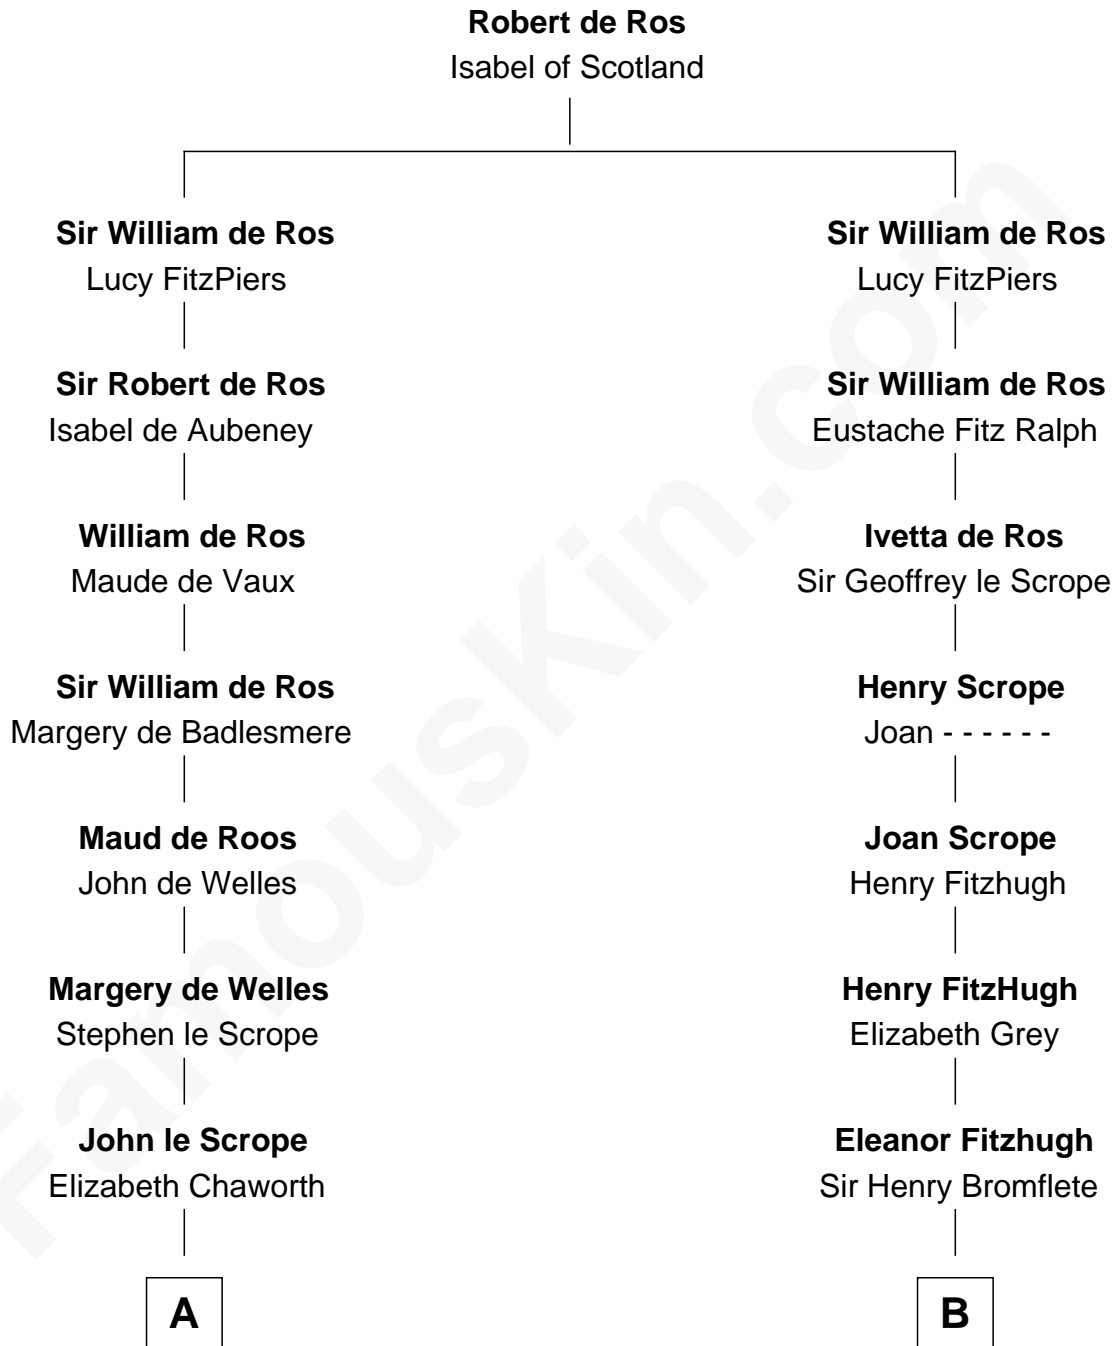 Robert de Ros
Isabel of Scotland
Sir William de Ros
Lucy FitzPiers
Sir Robert de Ros
Isabel de Aubeney
William de Ros
Maude de Vaux
Sir William de Ros
Margery de Badlesmere
Maud de Roos
John de Welles
Margery de Welles
Stephen le Scrope
John le Scrope
Elizabeth Chaworth
A
Sir William de Ros
Lucy FitzPiers
Sir William de Ros
Eustache Fitz Ralph
Ivetta de Ros
Sir Geoffrey le Scrope
Henry Scrope
Joan - - - - - -
Joan Scrope
Henry Fitzhugh
Henry FitzHugh
Elizabeth Grey
Eleanor Fitzhugh
Sir Henry Bromflete
B
FamousKin.com